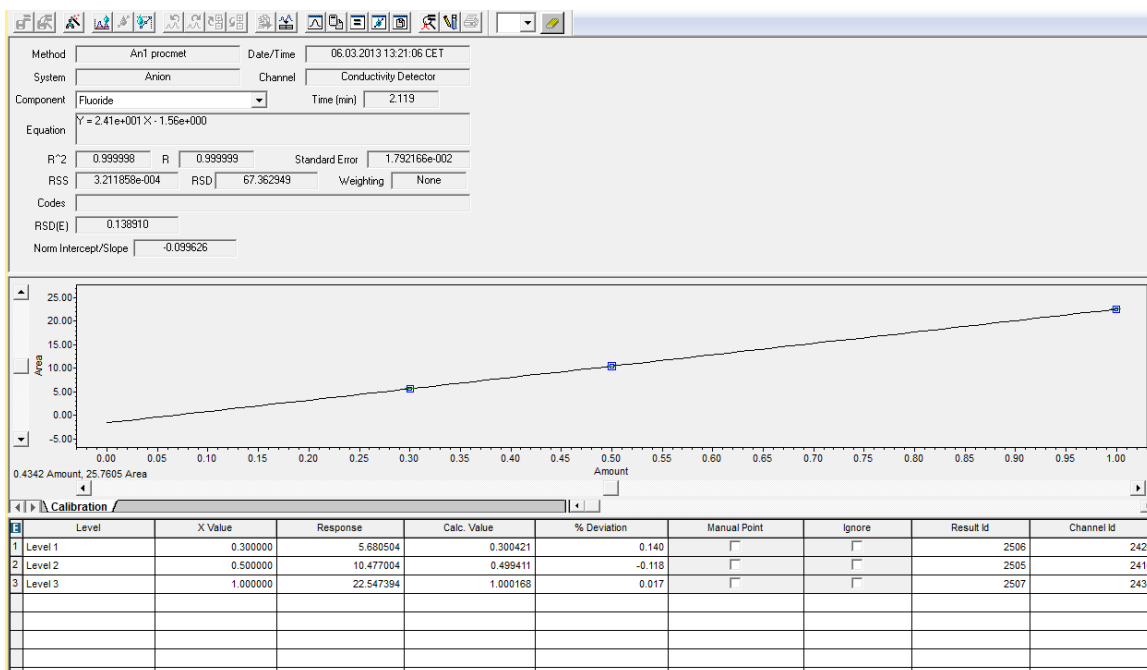 Method An1 procmet Date/Time 06.03.2013 13:21:06 CET
System Anion Channel Conductivity Detector
Component Fluoride Time (min) 2.119
Equation Y = 2.41e+001 X - 1.56e+000
R^2 0.999998 R 0.999999 Standard Error 1.792166e-002
RSS 3.211858e-004 RSD 67.362949 Weighting None
Codes
RSD(E) 0.138910
Norm Intercept/Slope -0.099626
25.00
20.00
15.00
Area
10.00
5.00
0.00
-5.00
0.00 0.05 0.10 0.15 0.20 0.25 0.30 0.35 0.40 0.45 0.50 0.55 0.60 0.65 0.70 0.75 0.80 0.85 0.90 0.95 1.00
Amount
0.4342 Amount, 25.7605 Area
Calibration
E Level X Value Response Calc. Value % Deviation Manual Point Ignore Result Id Channel Id
1 Level 1 0.300000 5.680504 0.300421 0.140 2506 242
2 Level 2 0.500000 10.477004 0.499411 -0.118 2505 241
3 Level 3 1.000000 22.547394 1.000168 0.017 2507 243